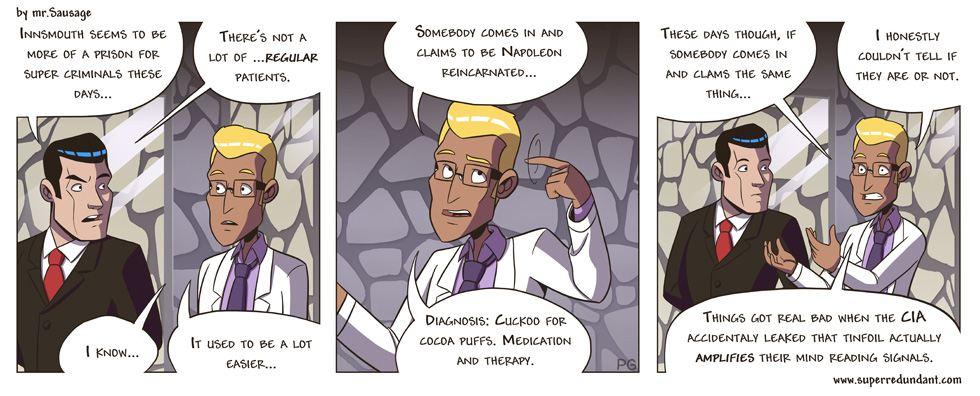 by mr.Sausage
Innsmouth seems to be
more of a prison for
super criminals these
days...
There's not a
lot of ...regular
patients.
I know...
It used to be a lot
easier...
Somebody comes in and
claims to be Napoleon
reincarnated...
Diagnosis: Cuckoo for
cocoa puffs. Medication
and therapy.
PG
These days though, if
somebody comes in
and clams the same
thing...
I honestly
couldn't tell if
they are or not.
Things got real bad when the CIA
accidentaly leaked that tinfoil actually
amplifies their mind reading signals.
www.superredundant.com